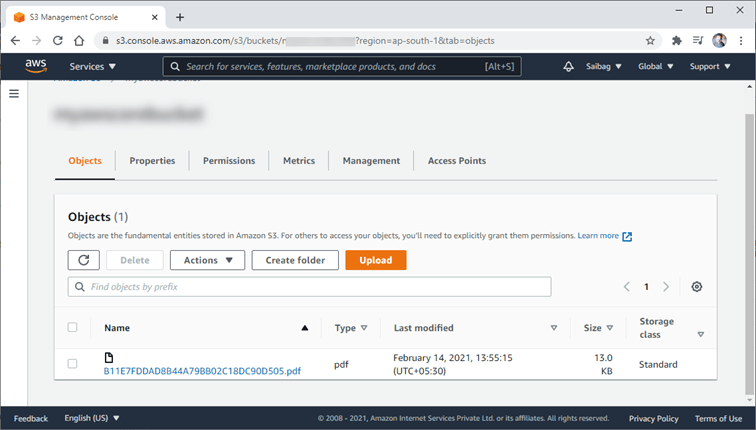 S3 Management Console
s3.console.aws.amazon.com/s3/buckets/ ?region=ap-south-1&tab=objects
aws Services Search for services, features, marketplace products, and docs [Alt+S] Saibag Global Support
Objects Properties Permissions Metrics Management Access Points
Objects (1)
Objects are the fundamental entities stored in Amazon S3. For others to access your objects, you'll need to explicitly grant them permissions. Learn more
Delete Actions Create folder Upload
Find objects by prefix 1
Name Type Last modified Size Storage class
B11E7FDDAD8B44A79BB02C18DC90D505.pdf pdf February 14, 2021, 13:55:15 (UTC+05:30) 13.0 KB Standard
Feedback English (US) © 2008 - 2021, Amazon Internet Services Private Ltd. or its affiliates. All rights reserved. Privacy Policy Terms of Use